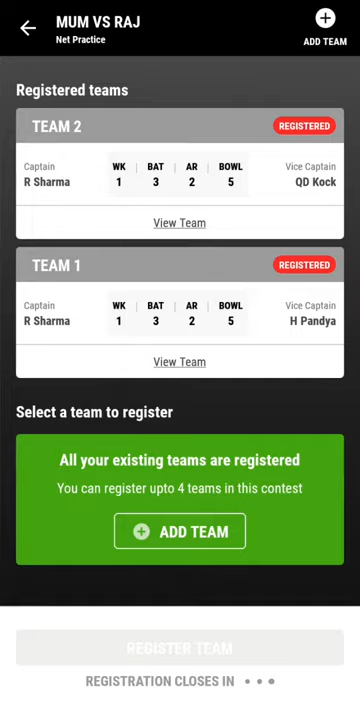 MUM VS RAJ
Net Practice
ADD TEAM
Registered teams
TEAM 2 REGISTERED
Captain WK BAT AR BOWL Vice Captain
R Sharma 1 3 2 5 QD Kock
View Team
TEAM 1 REGISTERED
Captain WK BAT AR BOWL Vice Captain
R Sharma 1 3 2 5 H Pandya
View Team
Select a team to register
All your existing teams are registered
You can register upto 4 teams in this contest
ADD TEAM
REGISTER TEAM
REGISTRATION CLOSES IN